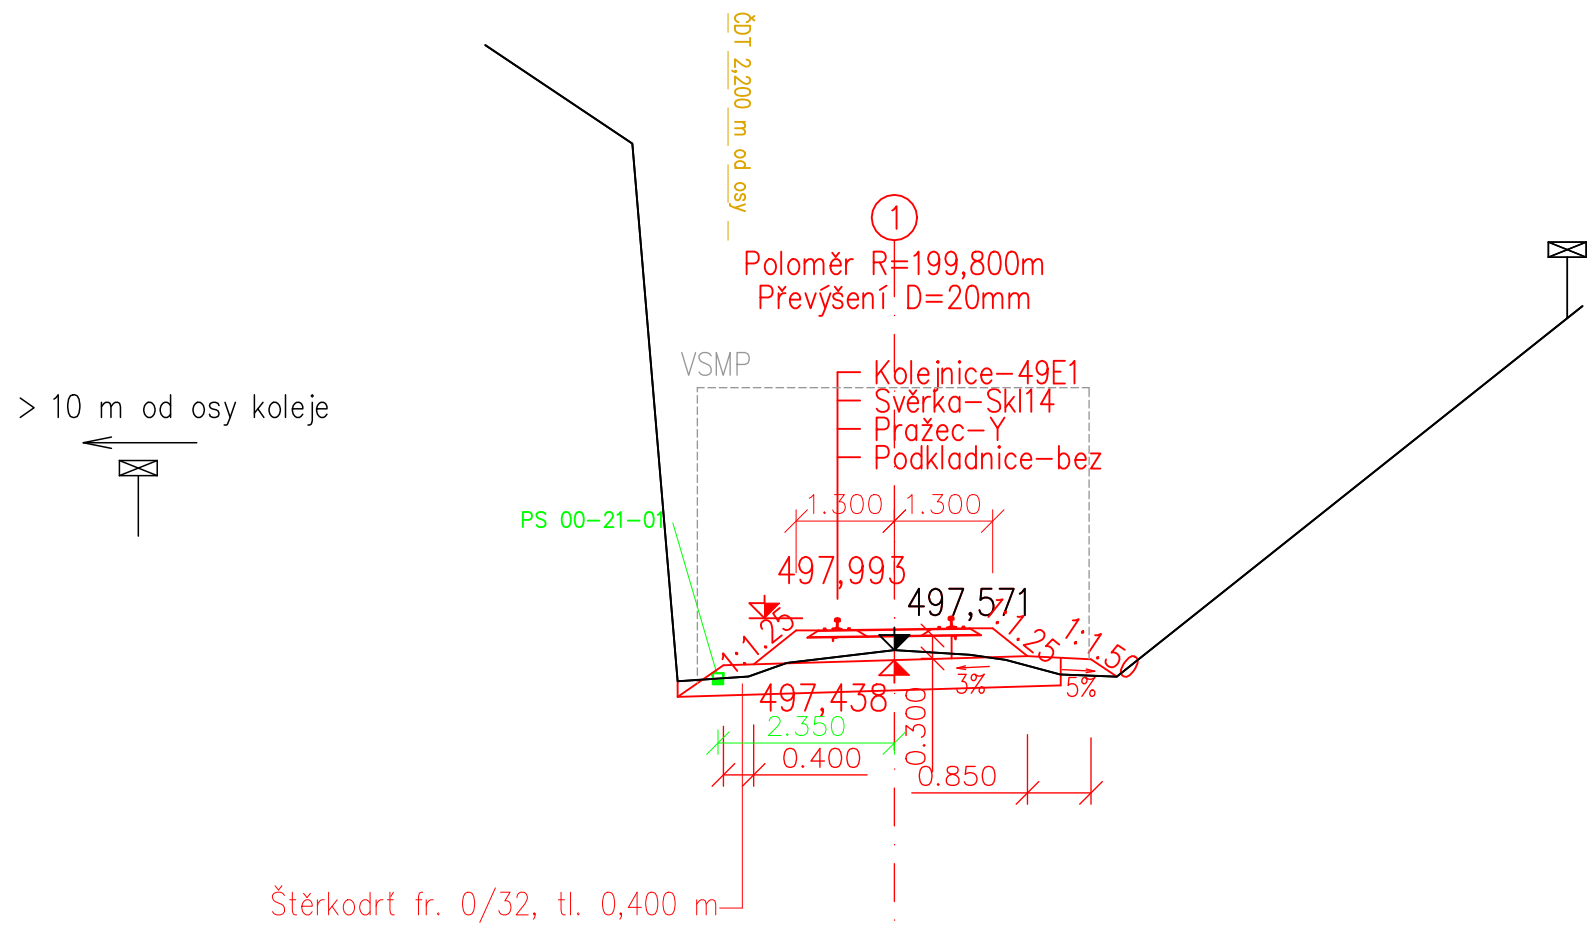 ČDT 2,200 m od osy
1
Poloměr R=199,800m
Převýšení D=20mm
VSMP
Kolejnice-49E1
Svěrka-Skl14
Pražec-Y
Podkladnice-bez
> 10 m od osy koleje
1.300
1.300
PS 00-21-01
497,993
497,571
1:1.25
1:1.25
1:1.50
3%
5%
497,438
0.300
2.350
0.400
0.850
Štěrkodrť fr. 0/32, tl. 0,400 m